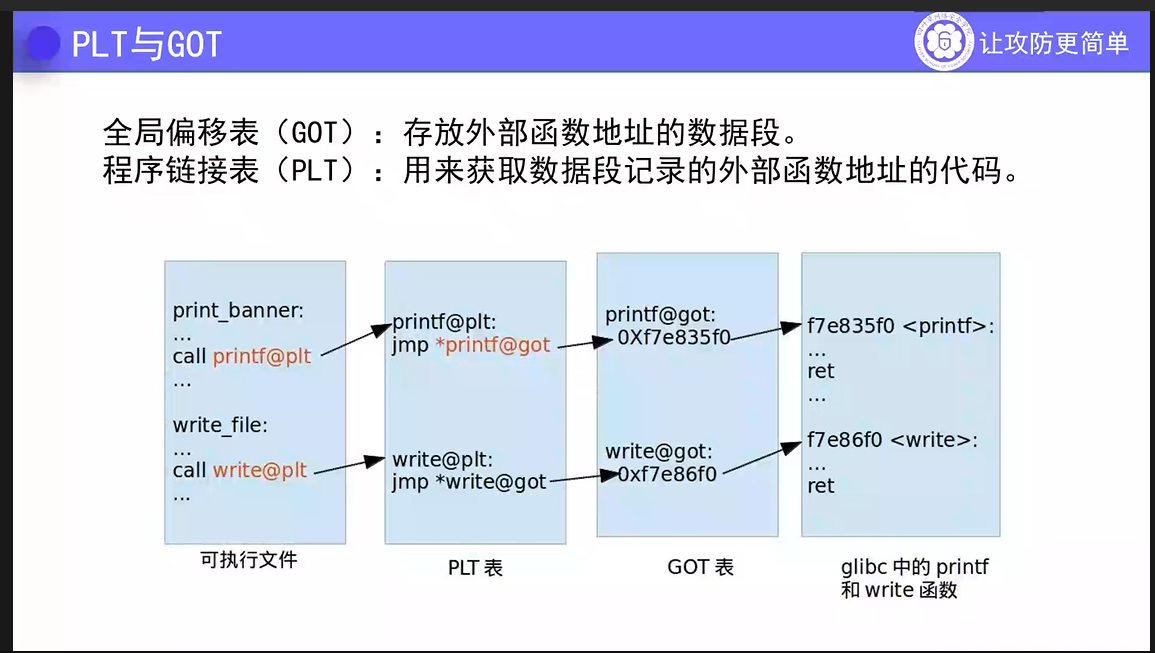 PLT与GOT
让攻防更简单
全局偏移表（GOT）：存放外部函数地址的数据段。
程序链接表（PLT）：用来获取数据段记录的外部函数地址的代码。
print_banner:
...
call printf@plt
...
write_file:
...
call write@plt
...
可执行文件
printf@plt:
jmp *printf@got
write@plt:
jmp *write@got
PLT 表
printf@got:
0Xf7e835f0
write@got:
0xf7e86f0
GOT 表
f7e835f0 <printf>:
...
ret
...
f7e86f0 <write>:
...
ret
glibc 中的 printf
和 write 函数